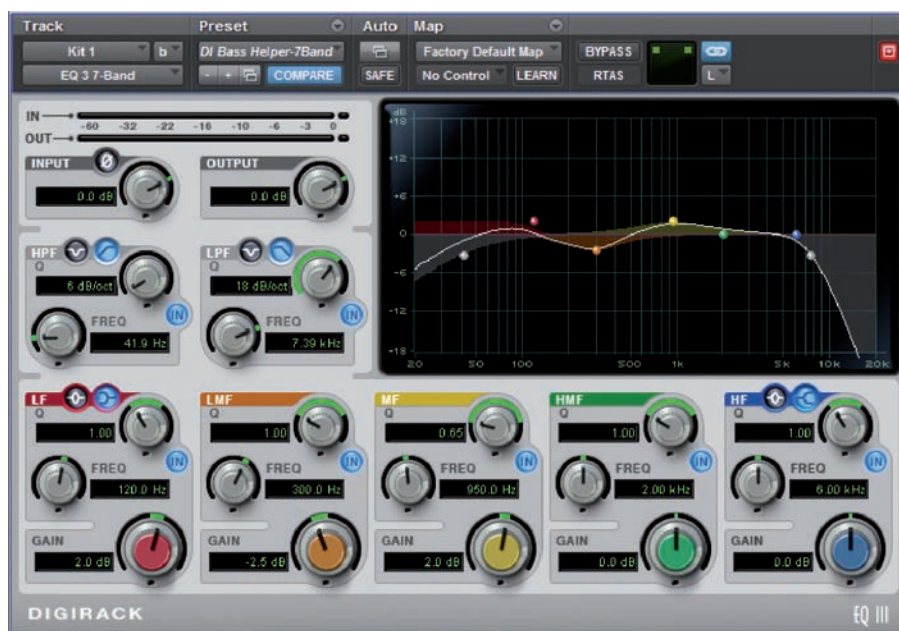 Track Preset Auto Map
Kit 1 b DI Bass Helper-7Band Factory Default Map BYPASS
EQ 3 7-Band - + COMPARE SAFE No Control LEARN RTAS L
IN
-60 -32 -22 -16 -10 -6 -3 0
OUT
INPUT Ø OUTPUT
0.0 dB 0.0 dB
HPF LPF
Q Q
6 dB/oct 18 dB/oct
IN IN
FREQ FREQ
41.9 Hz 7.39 kHz
dB
+18
+12
+6
0
-6
-12
-18
20 50 100 500 1k 5k 10k 20k
LF LMF MF HMF HF
Q Q Q Q Q
1.00 1.00 0.65 1.00 1.00
IN IN IN IN IN
FREQ FREQ FREQ FREQ FREQ
120.0 Hz 300.0 Hz 950.0 Hz 2.00 kHz 6.00 kHz
GAIN GAIN GAIN GAIN GAIN
2.0 dB -2.5 dB 2.0 dB 0.0 dB 0.0 dB
DIGIRACK EQ III